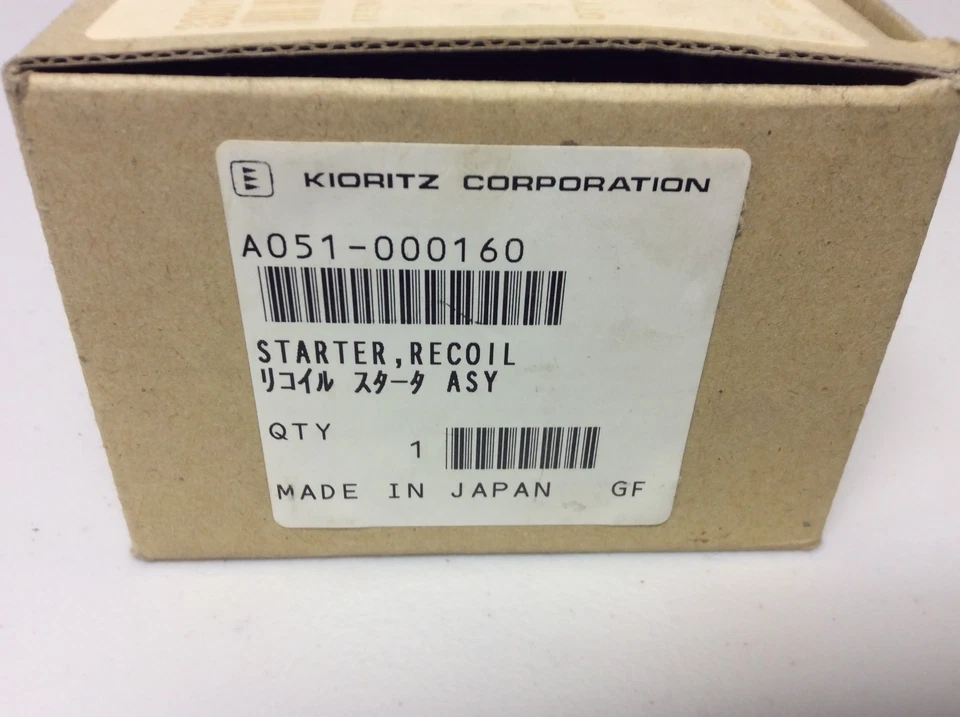 KIORITZ CORPORATION
A051-000160
STARTER,RECOIL
ﾘｺｲﾙ ｽﾀｰﾀ ASY
QTY 1
MADE IN JAPAN GF